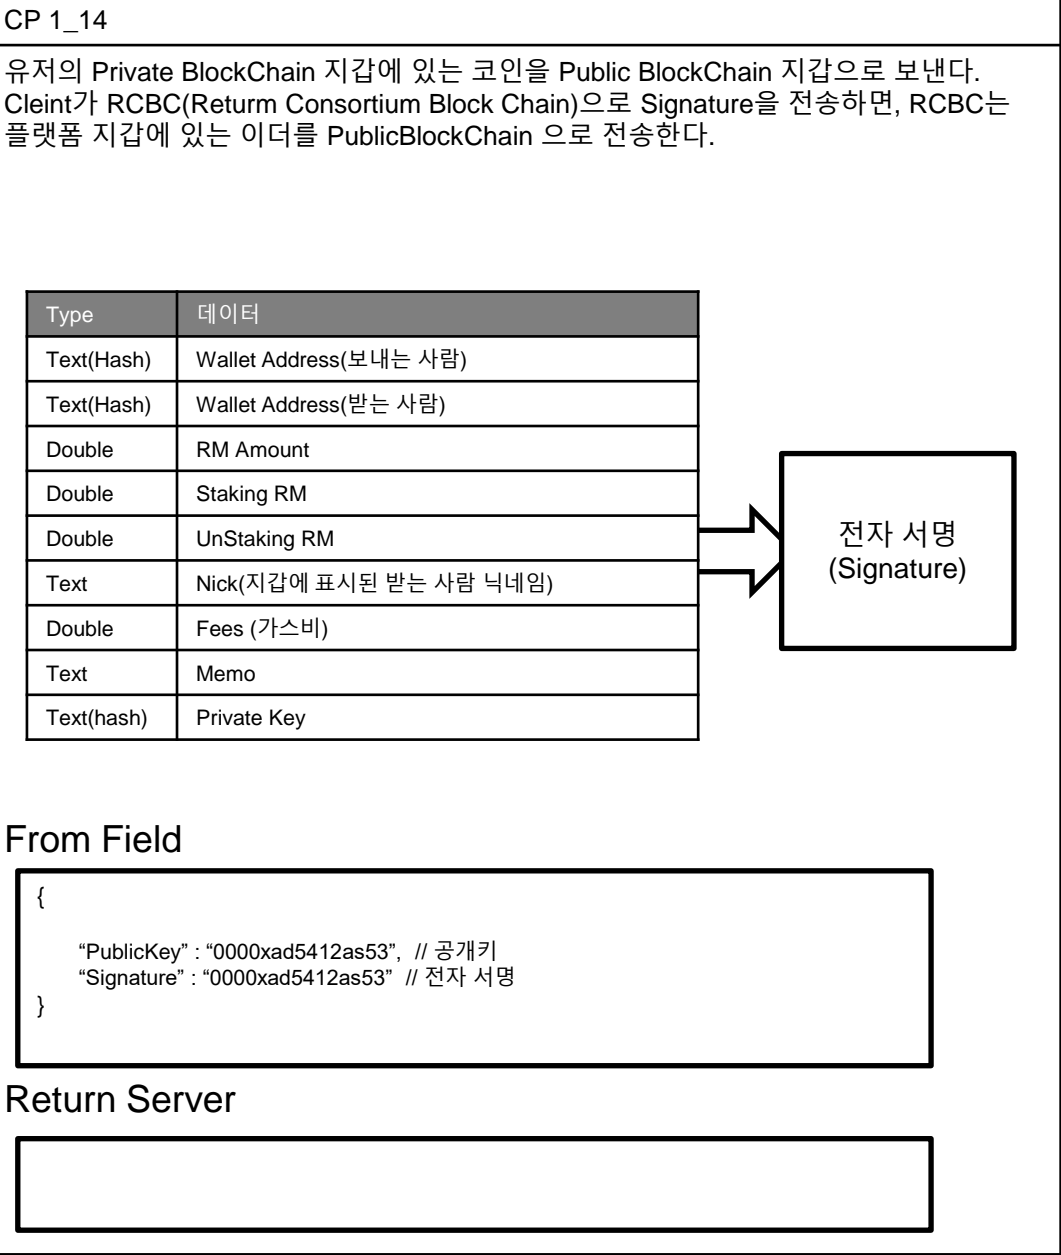 CP 1_14
유저의 Private BlockChain 지갑에 있는 코인을 Public BlockChain 지갑으로 보낸다.
Cleint가 RCBC(Returm Consortium Block Chain)으로 Signature을 전송하면, RCBC는
플랫폼 지갑에 있는 이더를 PublicBlockChain 으로 전송한다.
Type 데이터
Text(Hash) Wallet Address(보내는 사람)
Text(Hash) Wallet Address(받는 사람)
Double RM Amount
Double Staking RM
Double UnStaking RM
Text Nick(지갑에 표시된 받는 사람 닉네임)
Double Fees (가스비)
Text Memo
Text(hash) Private Key
전자 서명
(Signature)
From Field
{
“PublicKey” : “0000xad5412as53”, // 공개키
“Signature” : “0000xad5412as53” // 전자 서명
}
Return Server